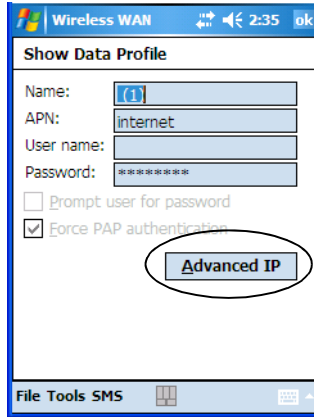 Wireless WAN 2:35 ok
Show Data Profile
Name: (1)
APN: internet
User name:
Password: ********
Prompt user for password
Force PAP authentication
Advanced IP
File Tools SMS